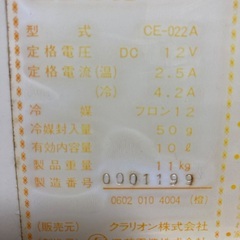 型式 CE-022A
定格電圧 DC 12V
定格電流(温) 2.5A
(冷) 4.2A
冷媒 フロン12
冷媒封入量 50g
有効内容量 10ℓ
製品重量 11kg
製造番号 0001199
0602 010 4004 (橙)
(販売元) クラリオン株式会社